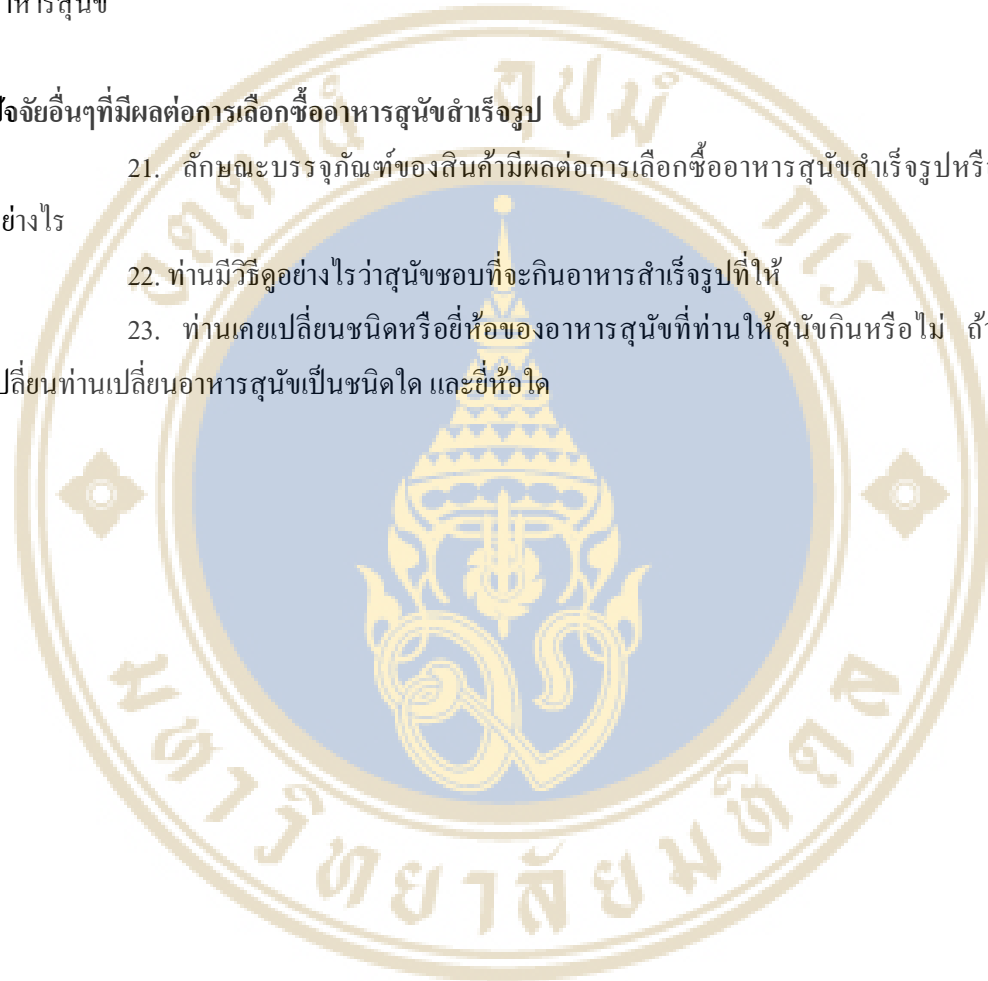 าหารสุนัข
ปัจจัยอื่นๆที่มีผลต่อการเลือกซื้ออาหารสุนัขสำเร็จรูป
21. ลักษณะบรรจุภัณฑ์ของสินค้ามีผลต่อการเลือกซื้ออาหารสุนัขสำเร็จรูปหรือ
ย่างไร
22. ท่านมีวิธีดูอย่างไรว่าสุนัขชอบที่จะกินอาหารสำเร็จรูปที่ให้
23. ท่านเคยเปลี่ยนชนิดหรือยี่ห้อของอาหารสุนัขที่ท่านให้สุนัขกินหรือไม่ ถ้า
ปลี่ยนท่านเปลี่ยนอาหารสุนัขเป็นชนิดใด และยี่ห้อใด
อตฺตานํ อุปมํ กเร
มหาวิทยาลัยมหิดล